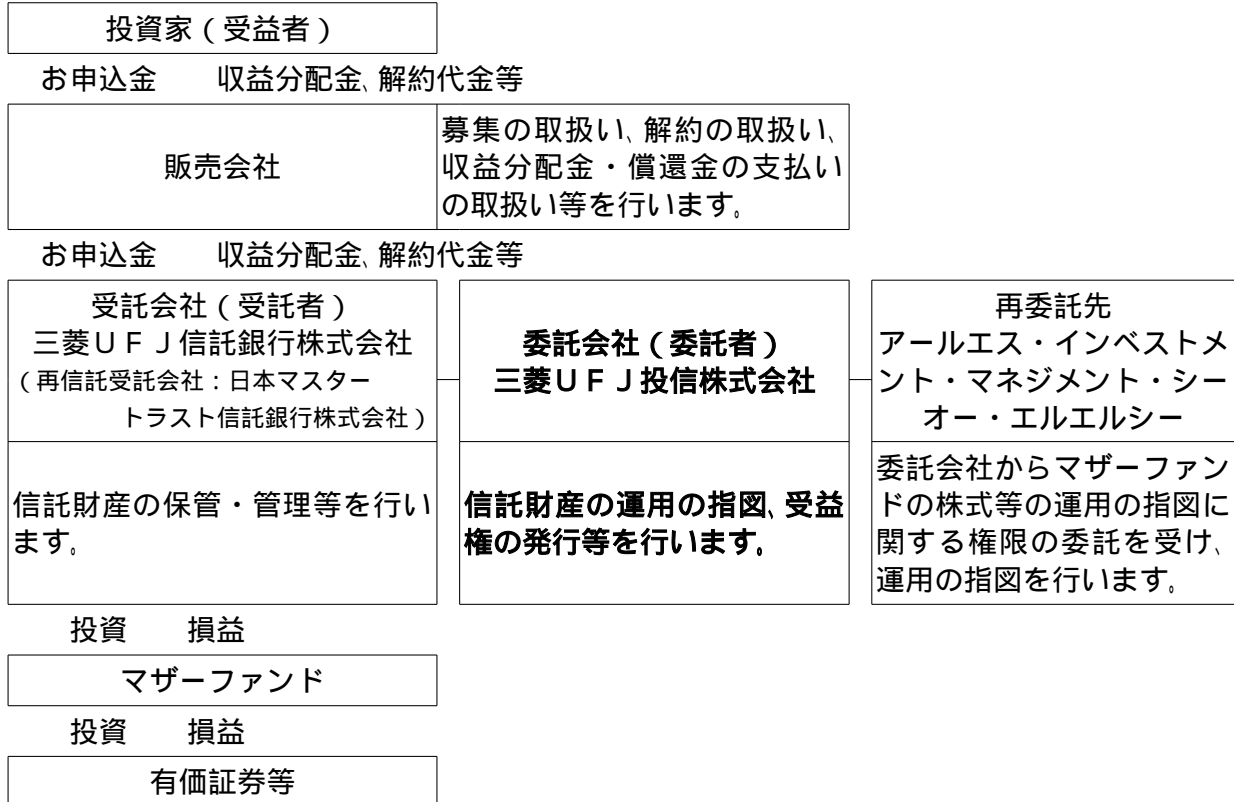 投資家（受益者）
お申込金　　収益分配金、解約代金等
販売会社
募集の取扱い、解約の取扱い、
収益分配金・償還金の支払い
の取扱い等を行います。
お申込金　　収益分配金、解約代金等
受託会社（受託者）
三菱ＵＦＪ信託銀行株式会社
（再信託受託会社：日本マスター
トラスト信託銀行株式会社）
委託会社（委託者）
三菱ＵＦＪ投信株式会社
再委託先
アールエス・インベストメ
ント・マネジメント・シー
オー・エルエルシー
信託財産の保管・管理等を行い
ます。
信託財産の運用の指図、受益
権の発行等を行います。
委託会社からマザーファン
ドの株式等の運用の指図に
関する権限の委託を受け、
運用の指図を行います。
投資　　損益
マザーファンド
投資　　損益
有価証券等